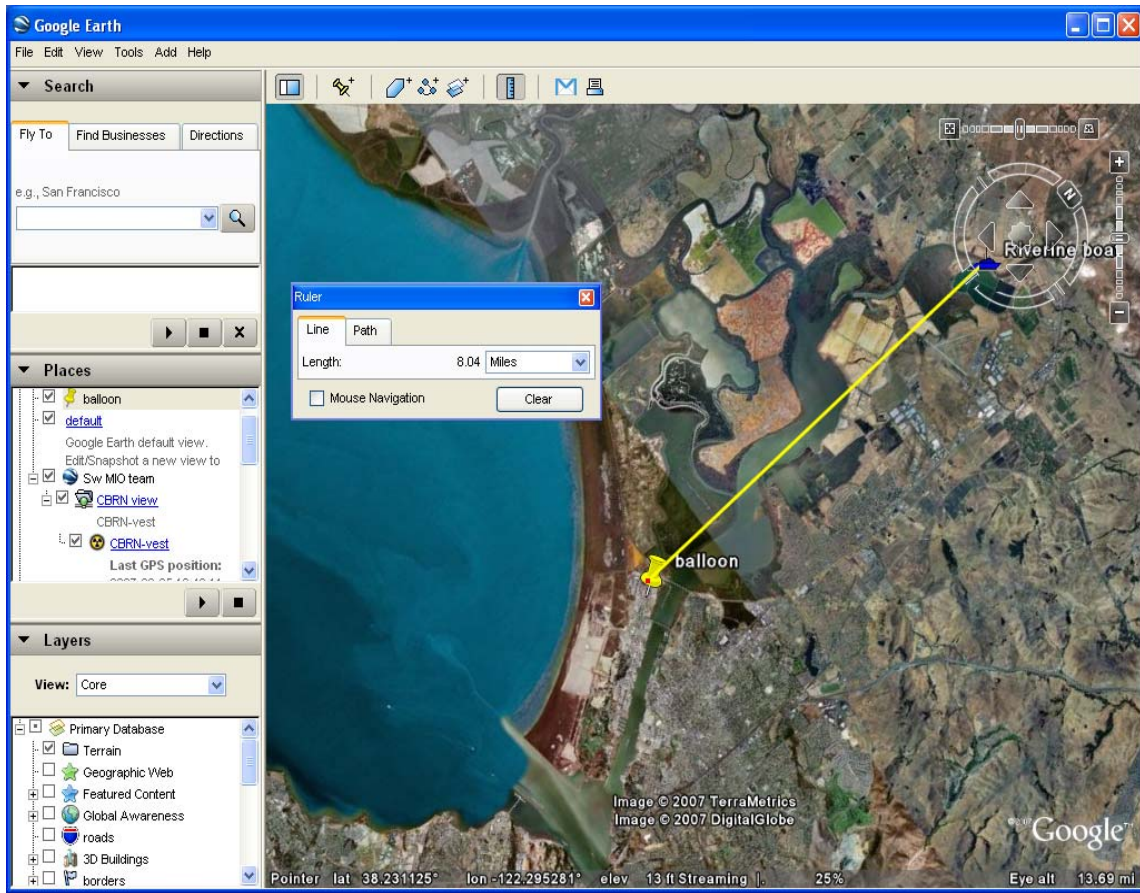 Google Earth
File Edit View Tools Add Help
Search
Fly To Find Businesses Directions
e.g., San Francisco
Places
balloon
default
Google Earth default view.
Edit/Snapshot a new view to
Sw MIO team
CBRN view
CBRN-vest
CBRN-vest
Last GPS position:
Layers
View: Core
Primary Database
Terrain
Geographic Web
Featured Content
Global Awareness
roads
3D Buildings
borders
N
Riverine boat
Ruler
Line Path
Length: 8.04 Miles
Mouse Navigation Clear
balloon
Image © 2007 TerraMetrics
Image © 2007 DigitalGlobe
Google™
Pointer lat 38.231125° lon -122.295281° elev 13 ft Streaming |. 25% Eye alt 13.69 mi